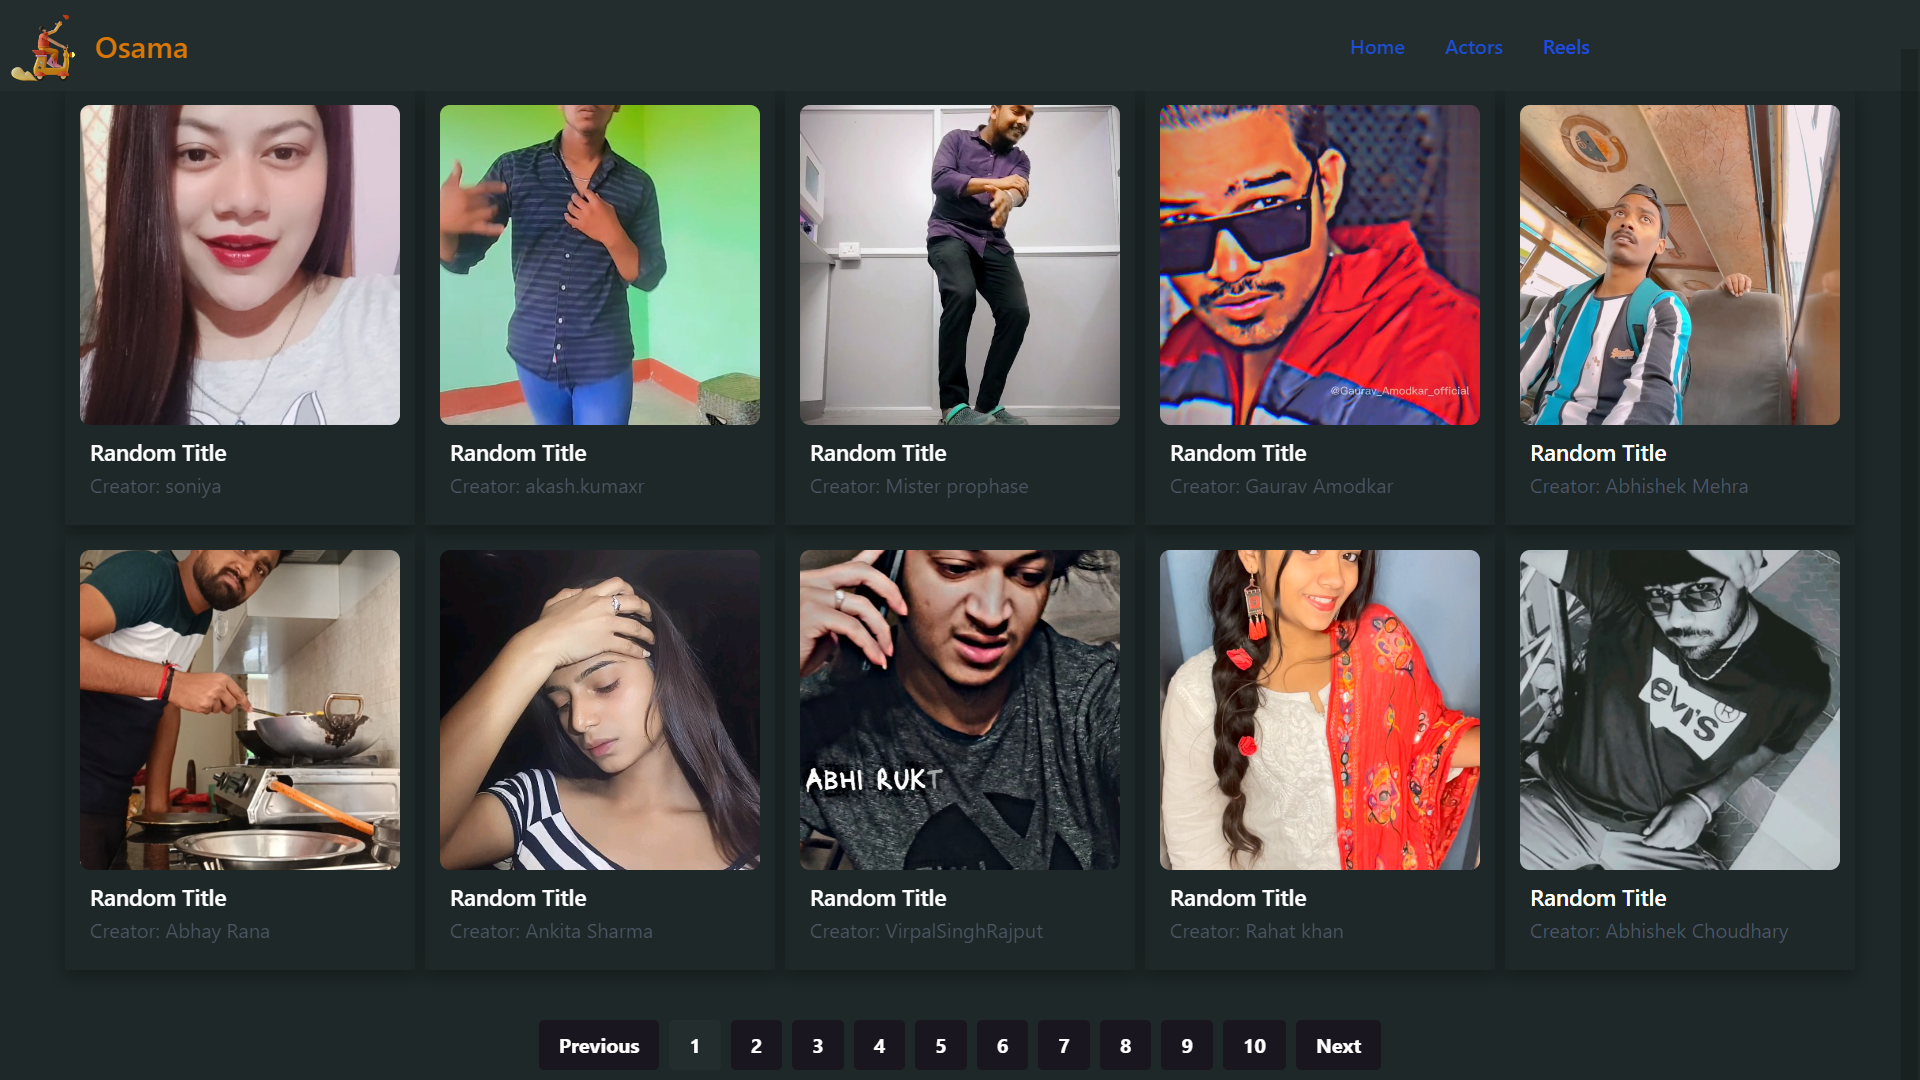 Osama
Home Actors Reels
@Gaurav_Amodkar_official
Random Title
Creator: soniya
Random Title
Creator: akash.kumaxr
Random Title
Creator: Mister prophase
Random Title
Creator: Gaurav Amodkar
Random Title
Creator: Abhishek Mehra
ABHI RUKT
evi's®
Random Title
Creator: Abhay Rana
Random Title
Creator: Ankita Sharma
Random Title
Creator: VirpalSinghRajput
Random Title
Creator: Rahat khan
Random Title
Creator: Abhishek Choudhary
Previous 1 2 3 4 5 6 7 8 9 10 Next